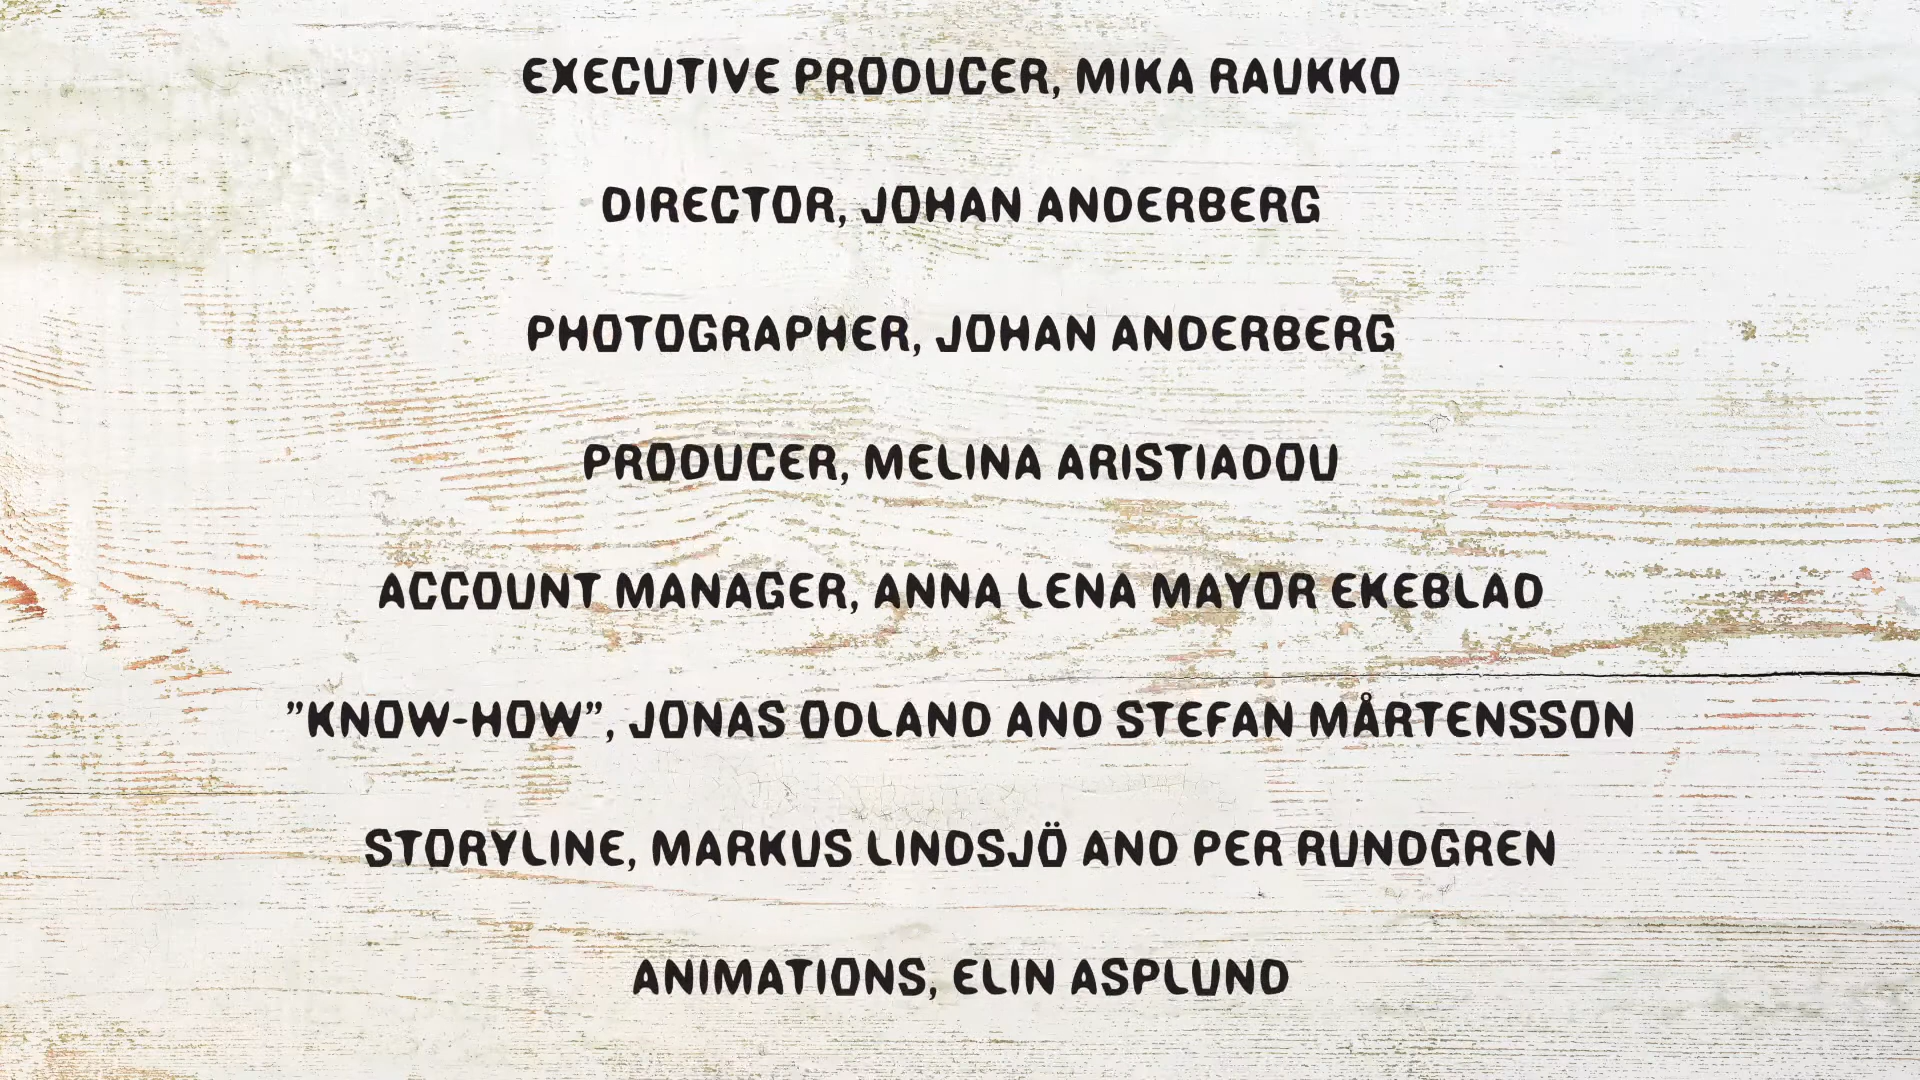 EXECUTIVE PRODUCER, MIKA RAUKKO
DIRECTOR, JOHAN ANDERBERG
PHOTOGRAPHER, JOHAN ANDERBERG
PRODUCER, MELINA ARISTIADOU
ACCOUNT MANAGER, ANNA LENA MAYOR EKEBLAD
”KNOW-HOW”, JONAS ODLAND AND STEFAN MÅRTENSSON
STORYLINE, MARKUS LINDSJÖ AND PER RUNDGREN
ANIMATIONS, ELIN ASPLUND